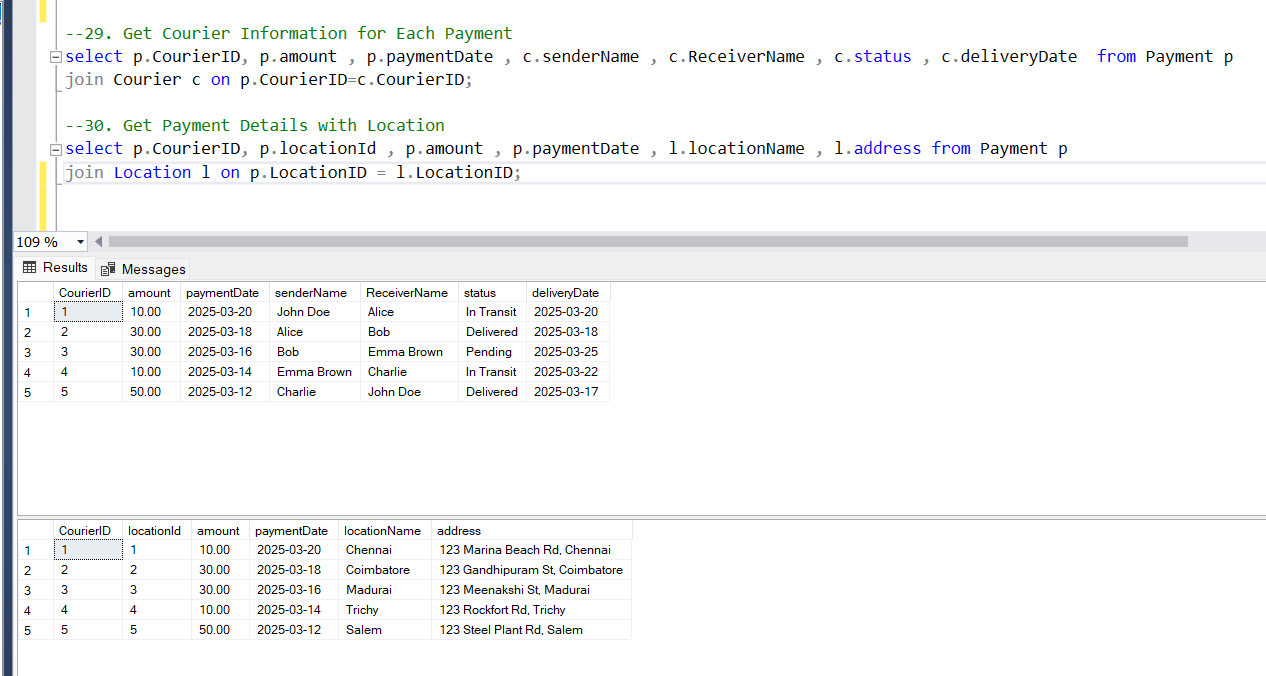 --29. Get Courier Information for Each Payment
select p.CourierID, p.amount , p.paymentDate , c.senderName , c.ReceiverName , c.status , c.deliveryDate  from Payment p
join Courier c on p.CourierID=c.CourierID;
--30. Get Payment Details with Location
select p.CourierID, p.locationId , p.amount , p.paymentDate , l.locationName , l.address from Payment p
join Location l on p.LocationID = l.LocationID;
109 %
Results Messages
CourierID amount paymentDate senderName ReceiverName status deliveryDate
1 1 10.00 2025-03-20 John Doe Alice In Transit 2025-03-20
2 2 30.00 2025-03-18 Alice Bob Delivered 2025-03-18
3 3 30.00 2025-03-16 Bob Emma Brown Pending 2025-03-25
4 4 10.00 2025-03-14 Emma Brown Charlie In Transit 2025-03-22
5 5 50.00 2025-03-12 Charlie John Doe Delivered 2025-03-17
CourierID locationId amount paymentDate locationName address
1 1 1 10.00 2025-03-20 Chennai 123 Marina Beach Rd, Chennai
2 2 2 30.00 2025-03-18 Coimbatore 123 Gandhipuram St, Coimbatore
3 3 3 30.00 2025-03-16 Madurai 123 Meenakshi St, Madurai
4 4 4 10.00 2025-03-14 Trichy 123 Rockfort Rd, Trichy
5 5 5 50.00 2025-03-12 Salem 123 Steel Plant Rd, Salem